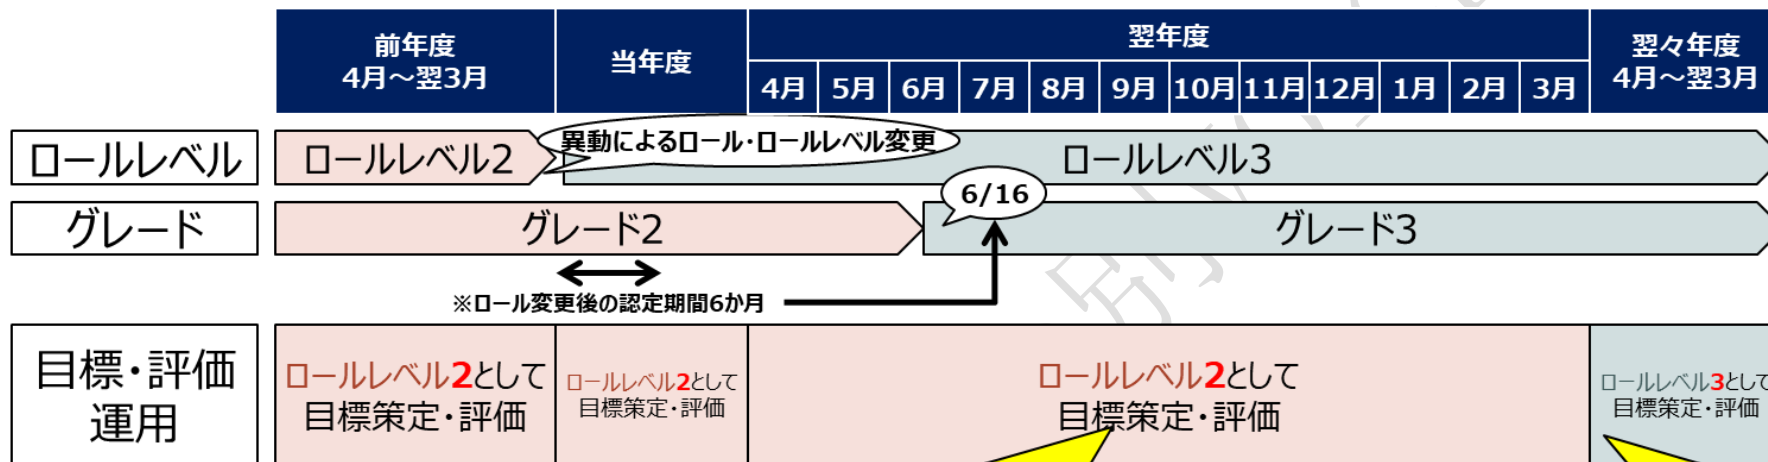 前年度
4月～翌3月
当年度
翌年度
4月 5月 6月 7月 8月 9月 10月 11月 12月 1月 2月 3月
翌々年度
4月～翌3月
ロールレベル
ロールレベル2
異動によるロール・ロールレベル変更
ロールレベル3
グレード
グレード2
6/16
グレード3
※ロール変更後の認定期間6か月
目標・評価
運用
ロールレベル2として
目標策定・評価
ロールレベル2として
目標策定・評価
ロールレベル2として
目標策定・評価
ロールレベル3として
目標策定・評価